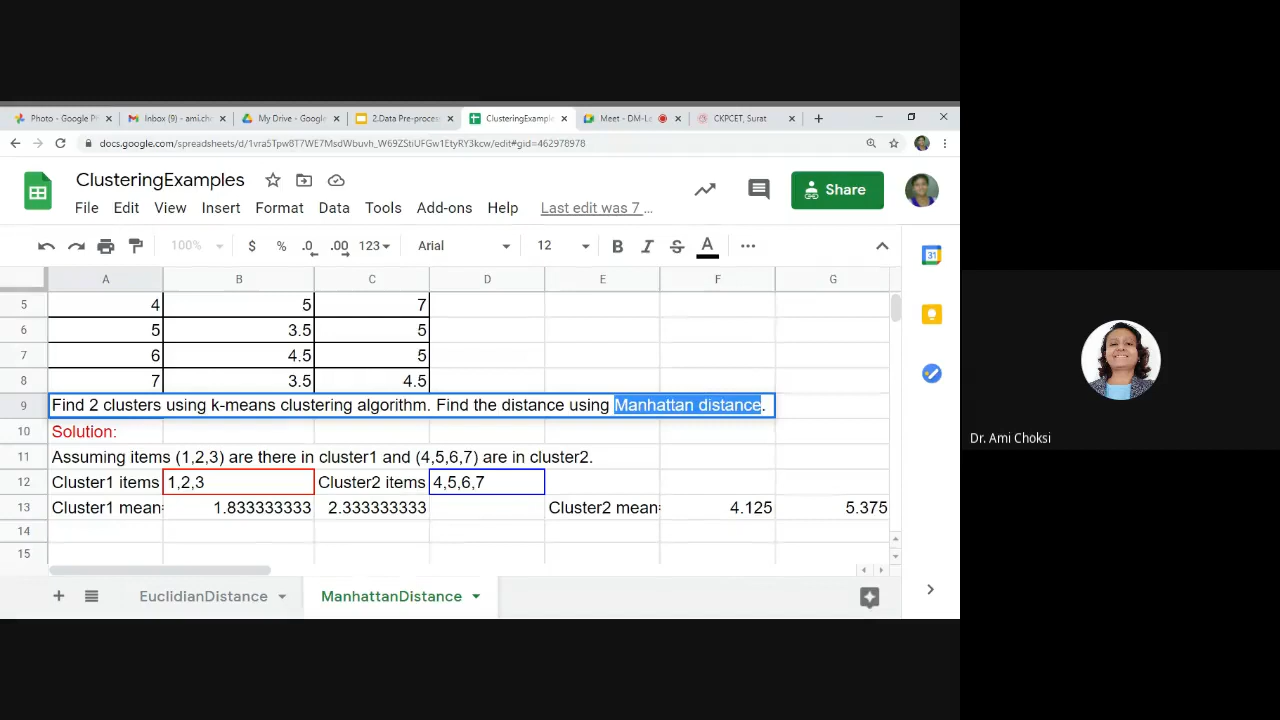 Photo - Google P
Inbox (9) - ami.ch
My Drive - Google
2.Data Pre-process
ClusteringExample
Meet - DM-Le
CKPCET, Surat
docs.google.com/spreadsheets/d/1vra5Tpw8T7WE7MsdWbuvh_W69ZStiUFGw1EtyRY3kcw/edit#gid=462978978
ClusteringExamples
Share
File Edit View Insert Format Data Tools Add-ons Help Last edit was 7 ...
100% $ % .0 .00 123 Arial 12 B I S A
31
A B C D E F G
5 4 5 7
6 5 3.5 5
7 6 4.5 5
8 7 3.5 4.5
9 Find 2 clusters using k-means clustering algorithm. Find the distance using Manhattan distance.
10 Solution:
11 Assuming items (1,2,3) are there in cluster1 and (4,5,6,7) are in cluster2.
12 Cluster1 items 1,2,3 Cluster2 items 4,5,6,7
13 Cluster1 mean= 1.833333333 2.333333333 Cluster2 mean= 4.125 5.375
14
15
EuclidianDistance ManhattanDistance
Dr. Ami Choksi